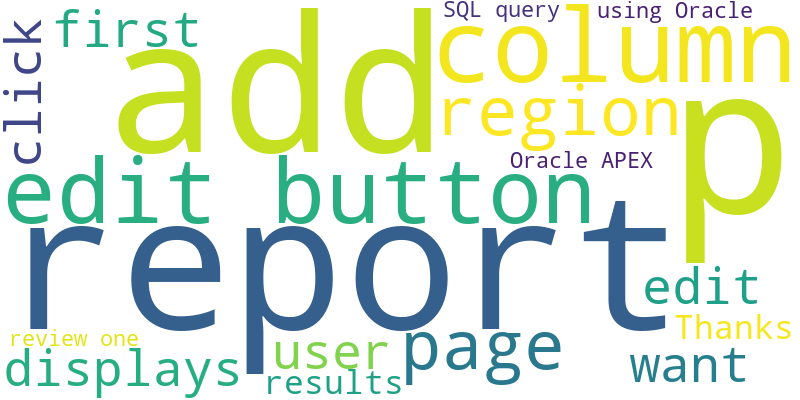 SQL query
using Oracle
first
add
column
click
region
p
Oracle APEX
edit button
report
edit
Thanks
review one
displays
user
page
want
results